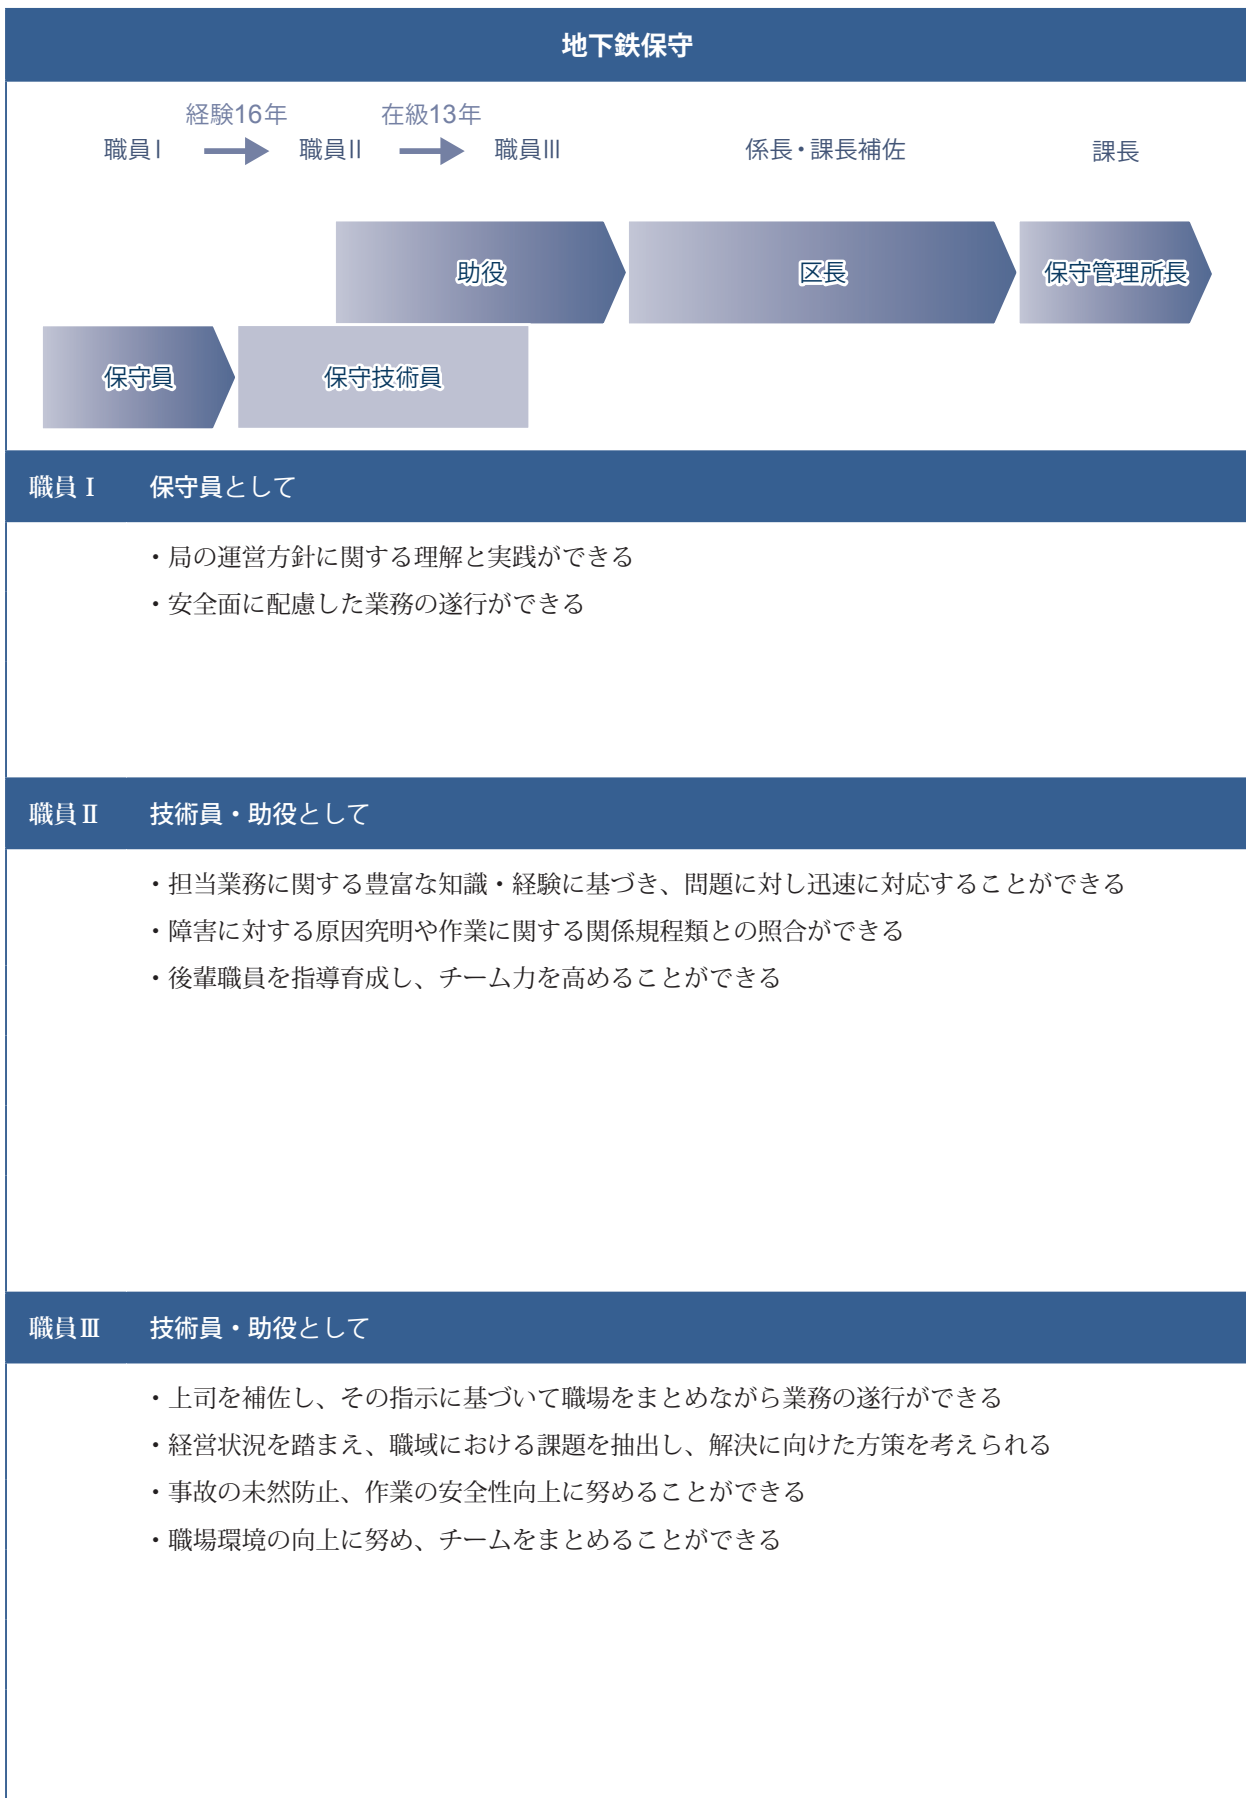 地下鉄保守
経験16年 在級13年
職員I 職員II 職員III 係長・課長補佐 課長
助役 区長 保守管理所長
保守員 保守技術員
職員Ⅰ 保守員として
・局の運営方針に関する理解と実践ができる
・安全面に配慮した業務の遂行ができる
職員Ⅱ 技術員・助役として
・担当業務に関する豊富な知識・経験に基づき、問題に対し迅速に対応することができる
・障害に対する原因究明や作業に関する関係規程類との照合ができる
・後輩職員を指導育成し、チーム力を高めることができる
職員Ⅲ 技術員・助役として
・上司を補佐し、その指示に基づいて職場をまとめながら業務の遂行ができる
・経営状況を踏まえ、職域における課題を抽出し、解決に向けた方策を考えられる
・事故の未然防止、作業の安全性向上に努めることができる
・職場環境の向上に努め、チームをまとめることができる